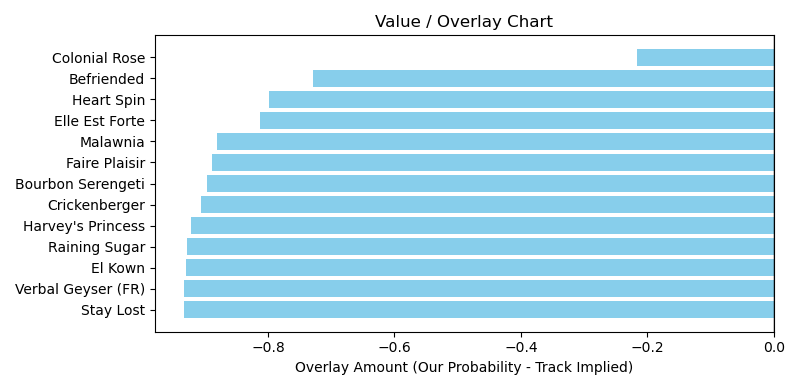 Value / Overlay Chart
Colonial Rose
Befriended
Heart Spin
Elle Est Forte
Malawnia
Faire Plaisir
Bourbon Serengeti
Crickenberger
Harvey's Princess
Raining Sugar
El Kown
Verbal Geyser (FR)
Stay Lost
−0.8 −0.6 −0.4 −0.2 0.0
Overlay Amount (Our Probability - Track Implied)